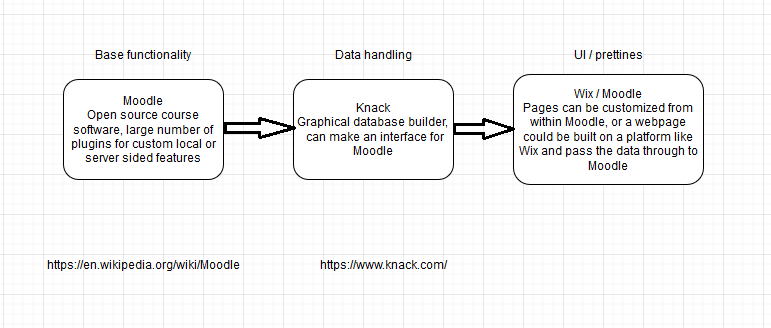 Base functionality
Data handling
UI / prettines
Moodle
Open source course
software, large number of
plugins for custom local or
server sided features
Knack
Graphical database builder,
can make an interface for
Moodle
Wix / Moodle
Pages can be customized from
within Moodle, or a webpage
could be built on a platform like
Wix and pass the data through to
Moodle
https://en.wikipedia.org/wiki/Moodle
https://www.knack.com/